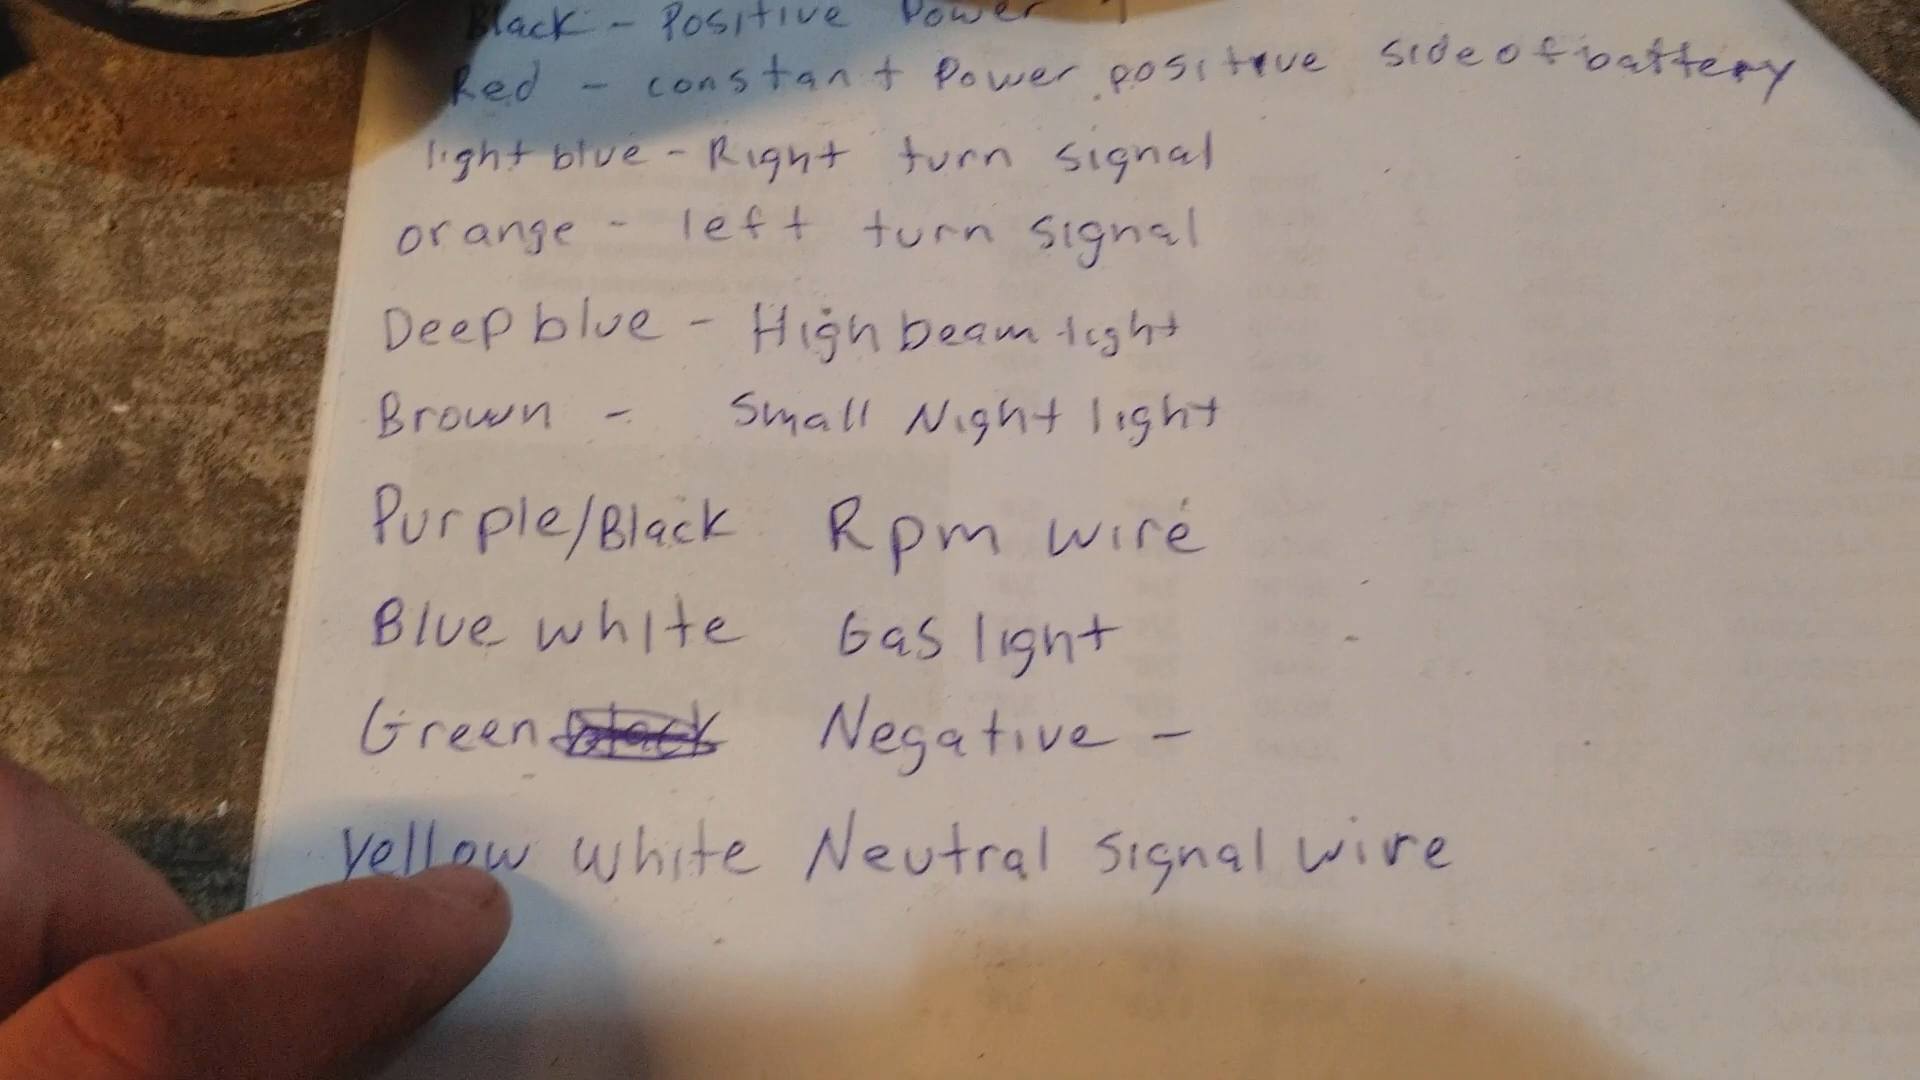 Black - Positive Power
Red - constant Power positive side of battery
light blue - Right turn signal
orange - left turn signal
Deep blue - High beam light
Brown - Small Night light
Purple/Black Rpm wire
Blue white Gas light
Green black Negative -
Yellow white Neutral signal wire